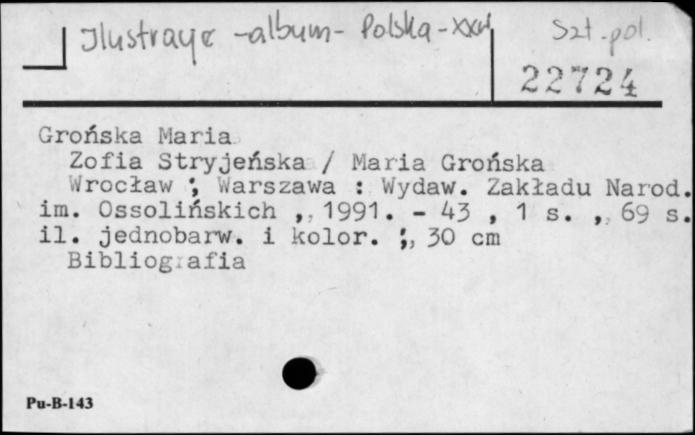 Ilustracje - album - Polska - XXw
Szt. pol.
22724
Grońska Maria
Zofia Stryjeńska / Maria Grońska
Wrocław ; Warszawa : Wydaw. Zakładu Narod.
im. Ossolińskich , 1991. - 43 , 1 s. , 69 s.
il. jednobarw. i kolor. ; 30 cm
Bibliografia
Pu-B-143